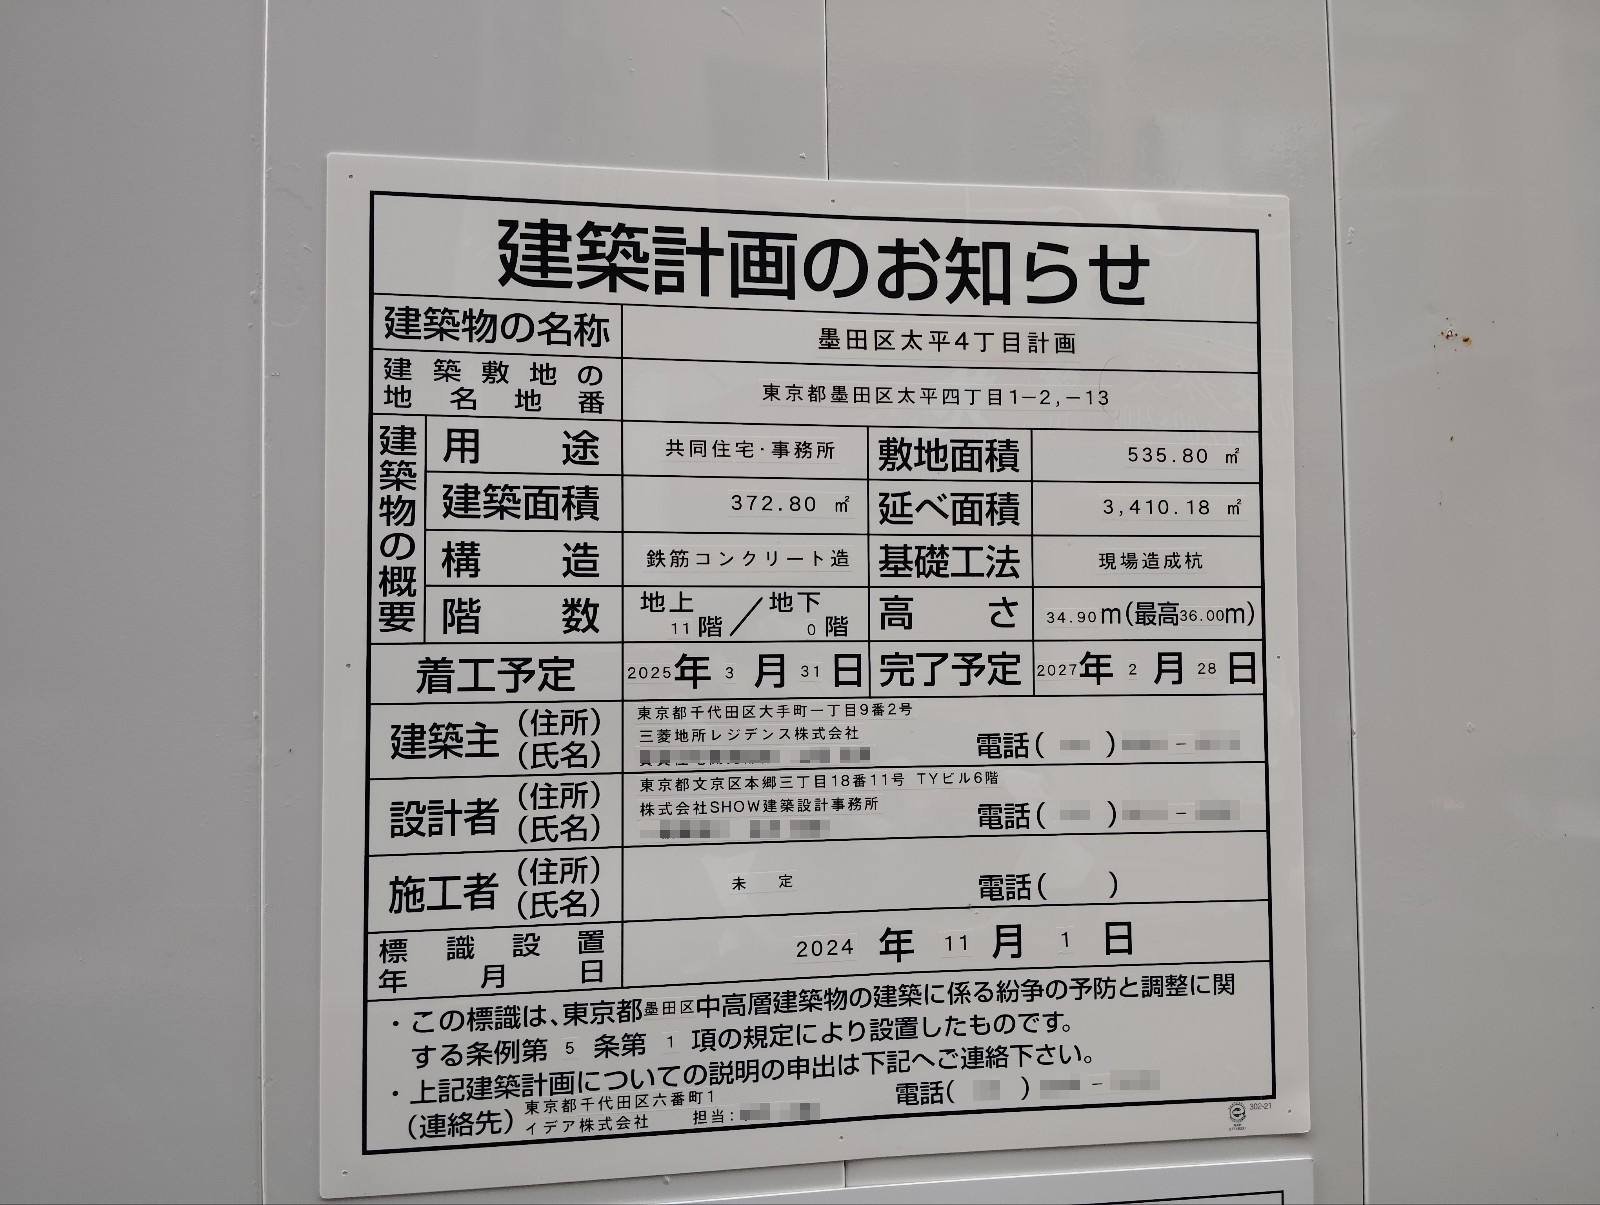 建築計画のお知らせ
建築物の名称 墨田区太平4丁目計画
建築敷地の
地名地番 東京都墨田区太平四丁目1−2,−13
建築物の概要
用途 共同住宅・事務所 敷地面積 535.80 ㎡
建築面積 372.80 ㎡ 延べ面積 3,410.18 ㎡
構造 鉄筋コンクリート造 基礎工法 現場造成杭
階数 地上11階／地下0階 高さ 34.90m(最高36.00m)
着工予定 2025年3月31日 完了予定 2027年2月28日
建築主 (住所) 東京都千代田区大手町一丁目9番2号
(氏名) 三菱地所レジデンス株式会社 電話( ) −
設計者 (住所) 東京都文京区本郷三丁目18番11号 TYビル6階
(氏名) 株式会社SHOW建築設計事務所 電話( ) −
施工者 (住所)
(氏名) 未定 電話( )
標識設置
年月日 2024年11月1日
・この標識は、東京都墨田区中高層建築物の建築に係る紛争の予防と調整に関
する条例第5条第1項の規定により設置したものです。
・上記建築計画についての説明の申出は下記へご連絡下さい。
(連絡先) 東京都千代田区六番町1
イデア株式会社 担当: 電話( ) −
302-21